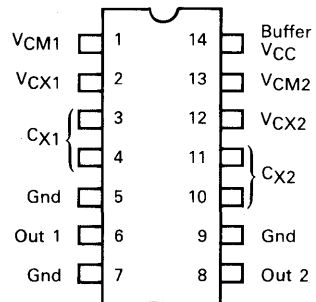 VCM1 1 14 Buffer VCC
VCX1 2 13 VCM2
CX1 3 12 VCX2
4 11 CX2
Gnd 5 10
Out 1 6 9 Gnd
Gnd 7 8 Out 2